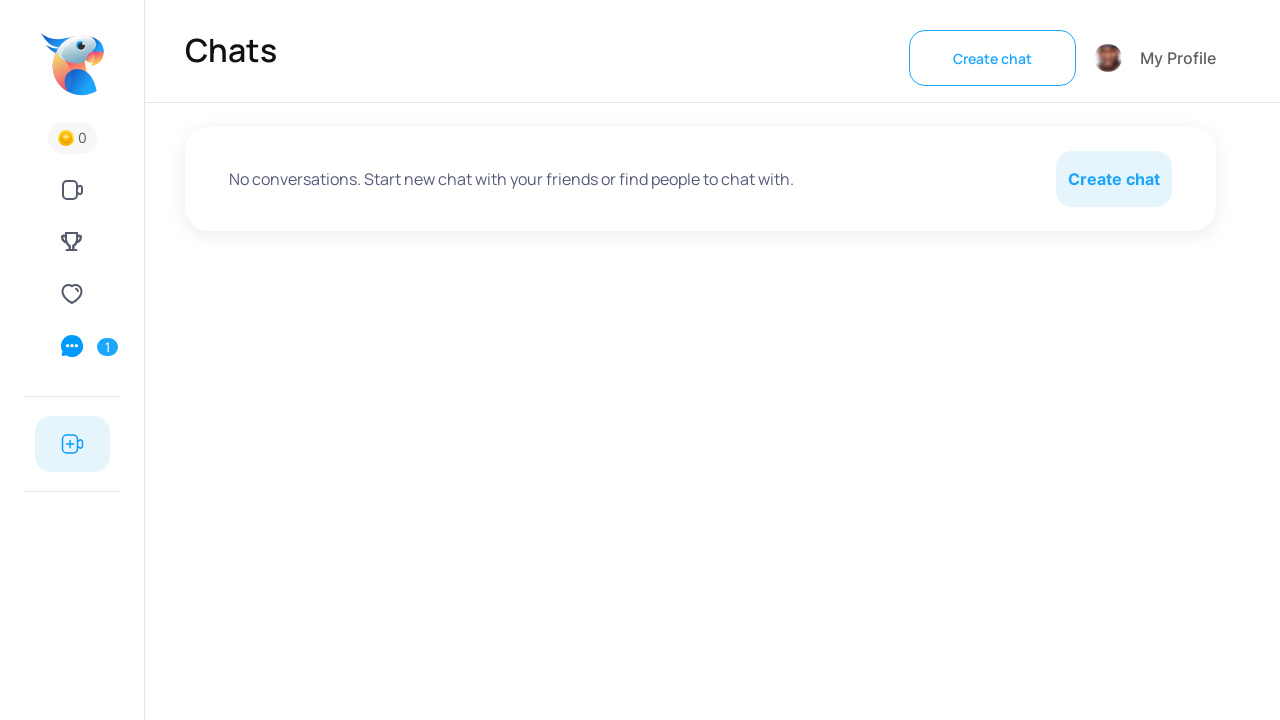 Chats
Create chat
My Profile
0
No conversations. Start new chat with your friends or find people to chat with.
Create chat
1